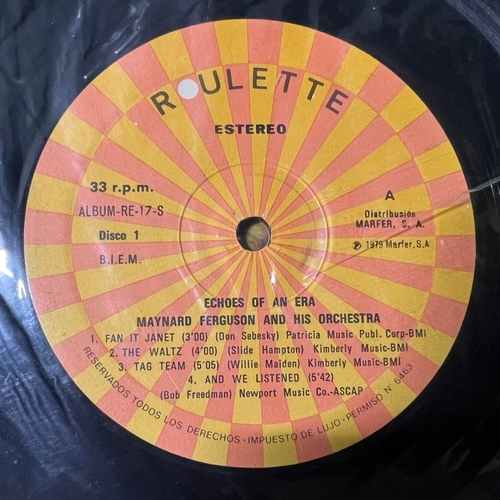 ROULETTE
ESTEREO
33 r.p.m.
ALBUM-RE-17-S
Disco 1
B.I.E.M.
A
Distribución
MARFER, S. A.
℗ 1979 Marfer, S.A
ECHOES OF AN ERA
MAYNARD FERGUSON AND HIS ORCHESTRA
1. FAN IT JANET (3'00) (Don Sebesky) Patricia Music Publ. Corp-BMI
2. THE WALTZ (4'00) (Slide Hampton) Kimberly Music-BMI
3. TAG TEAM (5'05) (Willie Maiden) Kimberly Music-BMI
4. AND WE LISTENED (5'42)
(Bob Freedman) Newport Music Co.-ASCAP
RESERVADOS TODOS LOS DERECHOS - IMPUESTO DE LUJO - PERMISO N° 6463